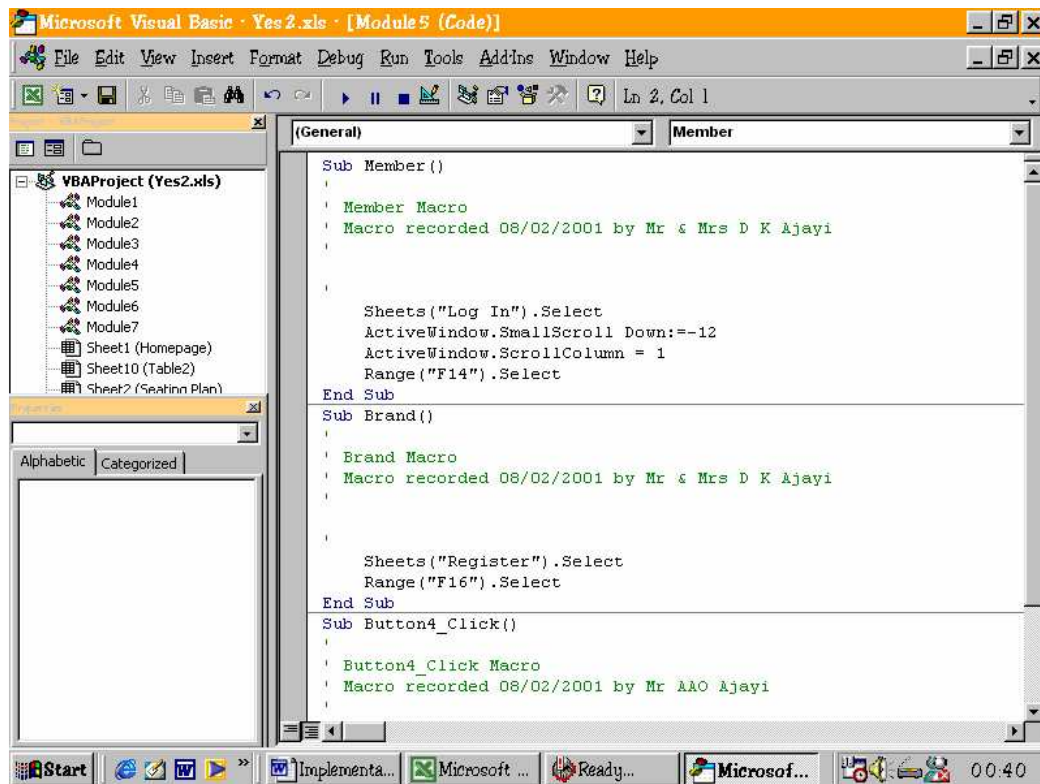 Microsoft Visual Basic - Yes2.xls - [Module5 (Code)]
File Edit View Insert Format Debug Run Tools Add-Ins Window Help
Ln 2, Col 1
Project - VBAProject
(General)
Member
VBAProject (Yes2.xls)
Module1
Module2
Module3
Module4
Module5
Module6
Module7
Sheet1 (Homepage)
Sheet10 (Table2)
Sheet2 (Seating Plan)
Properties
Alphabetic Categorized
Sub Member()
'
' Member Macro
' Macro recorded 08/02/2001 by Mr & Mrs D K Ajayi
'
'
Sheets("Log In").Select
ActiveWindow.SmallScroll Down:=-12
ActiveWindow.ScrollColumn = 1
Range("F14").Select
End Sub
Sub Brand()
'
' Brand Macro
' Macro recorded 08/02/2001 by Mr & Mrs D K Ajayi
'
'
Sheets("Register").Select
Range("F16").Select
End Sub
Sub Button4_Click()
'
' Button4_Click Macro
' Macro recorded 08/02/2001 by Mr AAO Ajayi
'
Start
Implementa...
Microsoft ...
Ready...
Microsof...
00:40